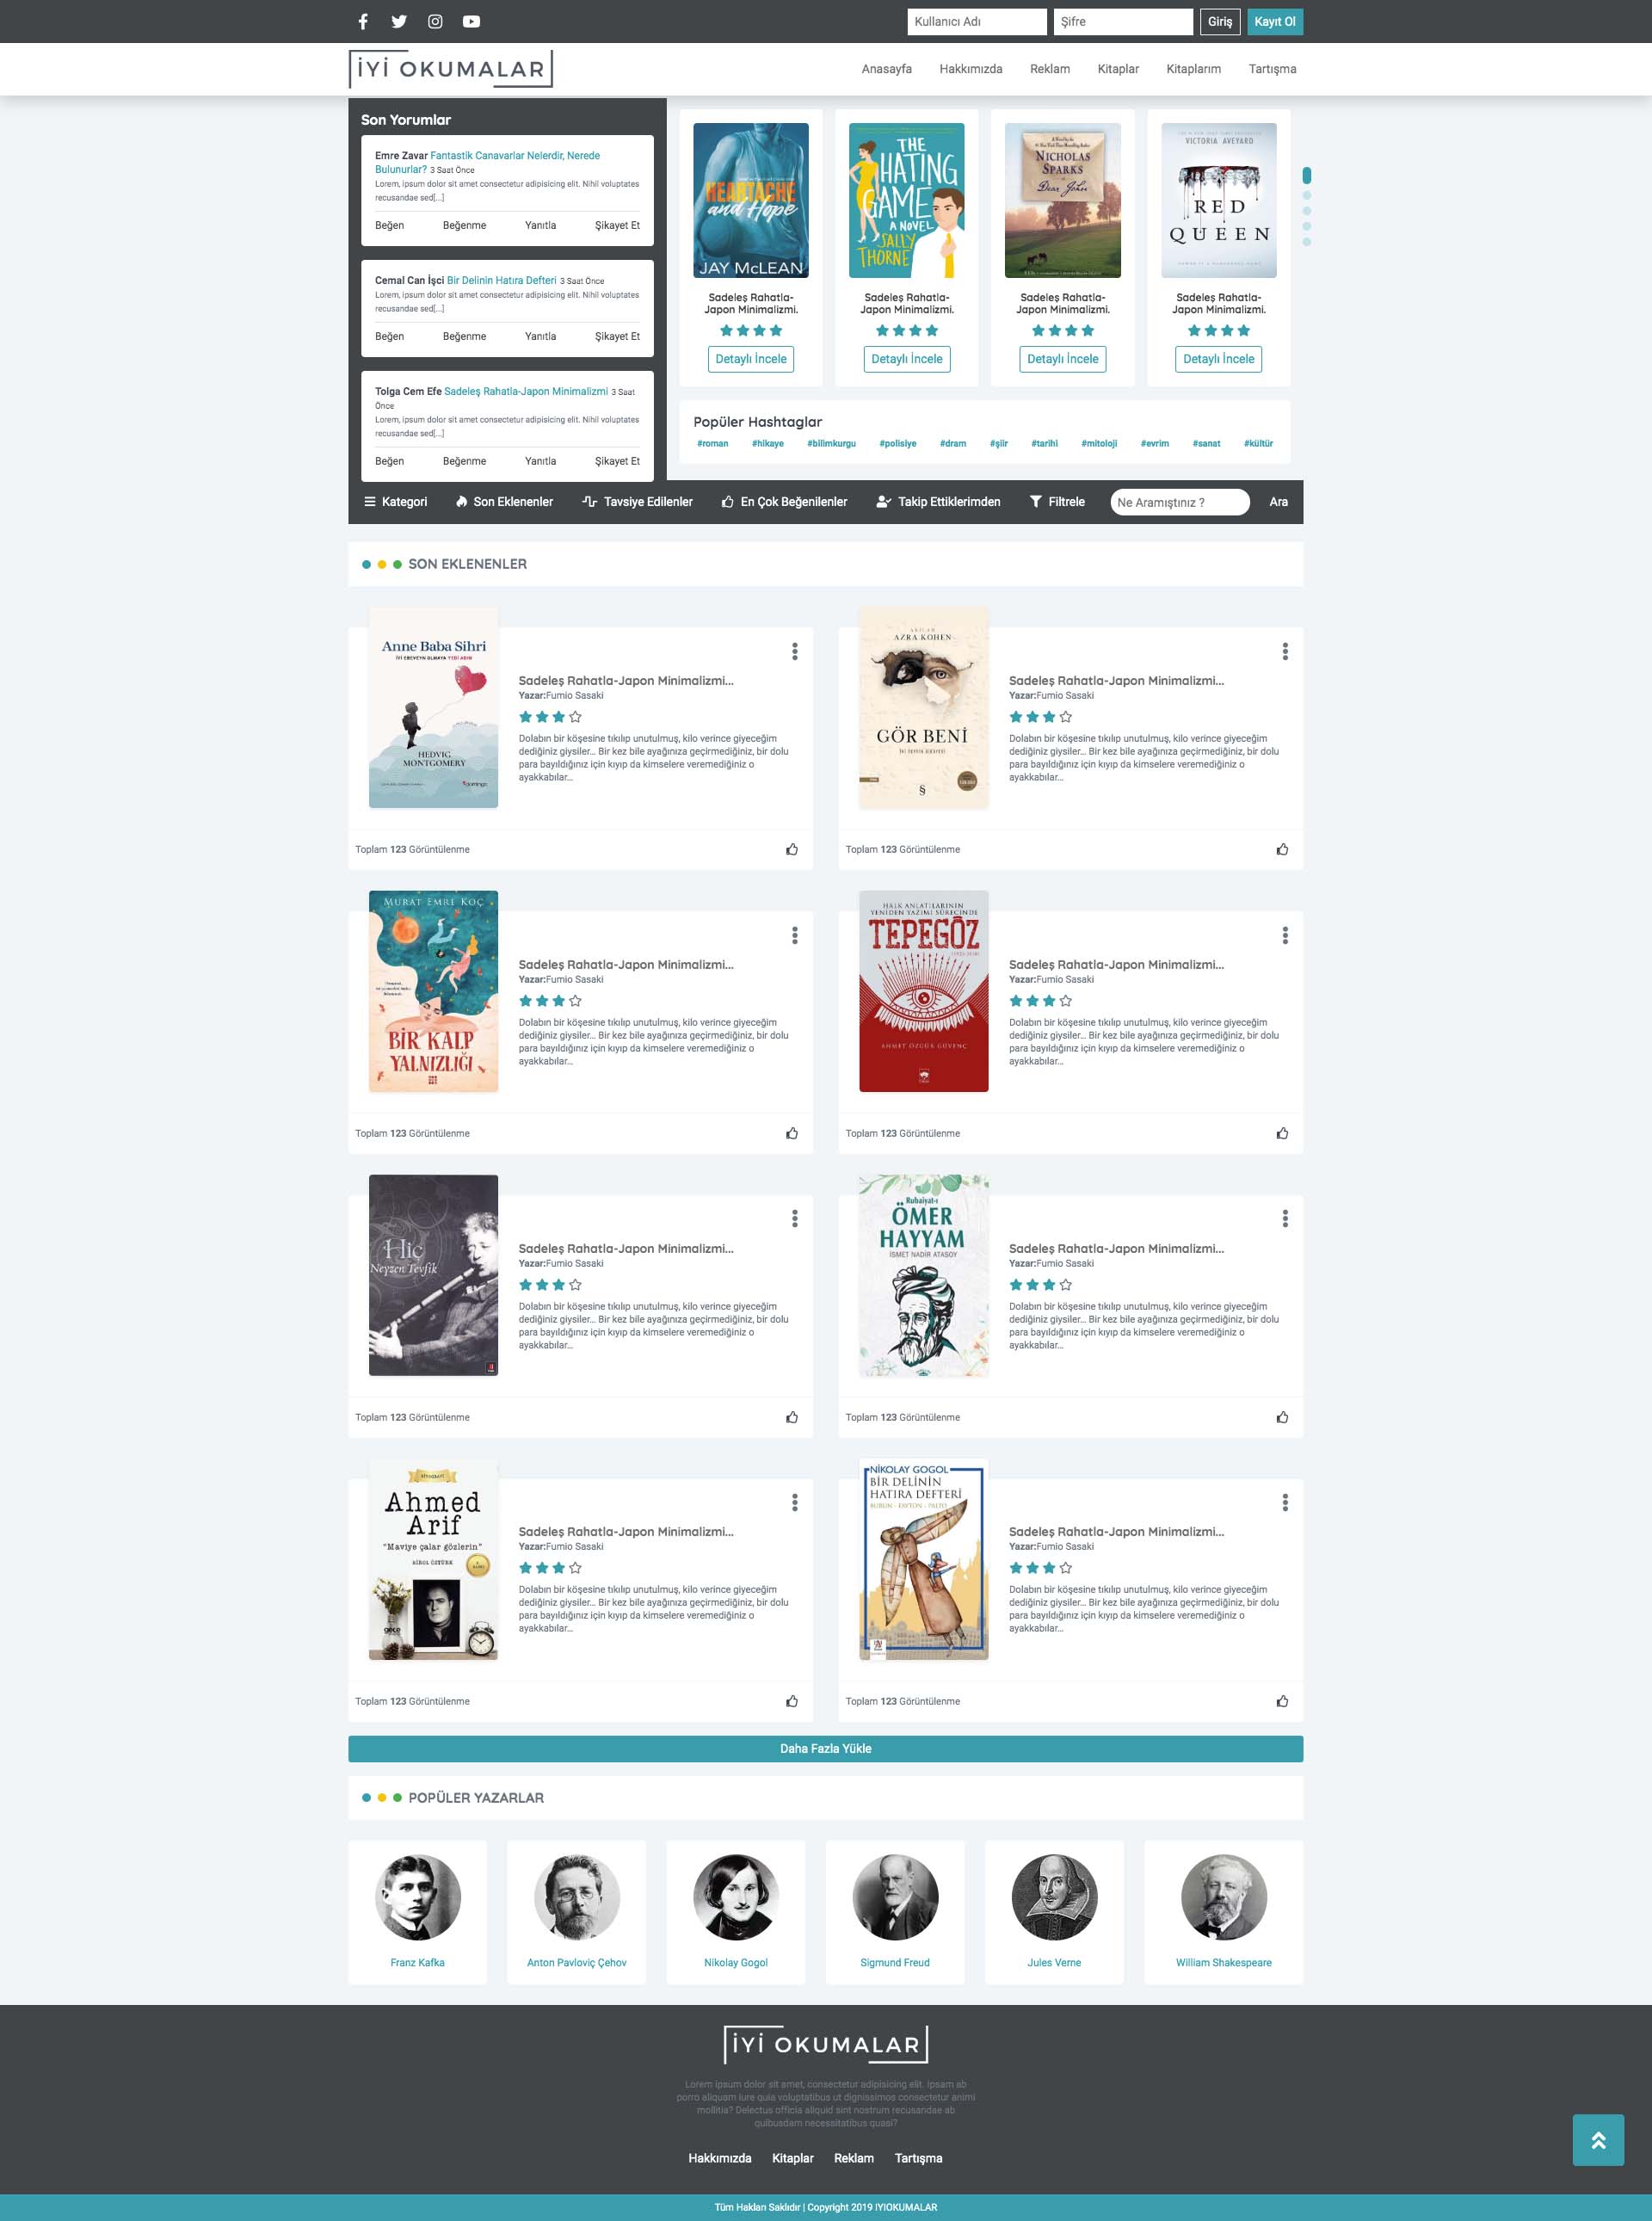 Kullanıcı Adı
Şifre
Giriş
Kayıt Ol
İYİ OKUMALAR
Anasayfa
Hakkımızda
Reklam
Kitaplar
Kitaplarım
Tartışma
Son Yorumlar
Emre Zavar Fantastik Canavarlar Nelerdir, Nerede
Bulunurlar? 3 Saat Önce
Lorem, ipsum dolor sit amet consectetur adipisicing elit. Nihil voluptates
recusandae sed[...]
Beğen
Beğenme
Yanıtla
Şikayet Et
Cemal Can İşci Bir Delinin Hatıra Defteri 3 Saat Önce
Lorem, ipsum dolor sit amet consectetur adipisicing elit. Nihil voluptates
recusandae sed[...]
Beğen
Beğenme
Yanıtla
Şikayet Et
Tolga Cem Efe Sadeleş Rahatla-Japon Minimalizmi 3 Saat
Önce
Lorem, ipsum dolor sit amet consectetur adipisicing elit. Nihil voluptates
recusandae sed[...]
Beğen
Beğenme
Yanıtla
Şikayet Et
HEARTACHE
and Hope
JAY McLEAN
Sadeleş Rahatla-
Japon Minimalizmi.
Detaylı İncele
THE
HATING
GAME
A NOVEL
SALLY
THORNE
Sadeleş Rahatla-
Japon Minimalizmi.
Detaylı İncele
NICHOLAS
SPARKS
Dear John
Sadeleş Rahatla-
Japon Minimalizmi.
Detaylı İncele
VICTORIA AVEYARD
RED
QUEEN
Sadeleş Rahatla-
Japon Minimalizmi.
Detaylı İncele
Popüler Hashtaglar
#roman
#hikaye
#bilimkurgu
#polisiye
#dram
#şiir
#tarihi
#mitoloji
#evrim
#sanat
#kültür
Kategori
Son Eklenenler
Tavsiye Edilenler
En Çok Beğenilenler
Takip Ettiklerimden
Filtrele
Ne Aramıştınız ?
Ara
SON EKLENENLER
Anne Baba Sihri
İYİ EBEVEYN OLMAYA YEDİ ADIM
HEDVIG
MONTGOMERY
domingo
Sadeleş Rahatla-Japon Minimalizmi...
Yazar:Fumio Sasaki
Dolabın bir köşesine tıkılıp unutulmuş, kilo verince giyeceğim
dediğiniz giysiler... Bir kez bile ayağınıza geçirmediğiniz, bir dolu
para bayıldığınız için kıyıp da kimselere veremediğiniz o
ayakkabılar...
Toplam 123 Görüntülenme
AZRA KOHEN
GÖR BENİ
§
Sadeleş Rahatla-Japon Minimalizmi...
Yazar:Fumio Sasaki
Dolabın bir köşesine tıkılıp unutulmuş, kilo verince giyeceğim
dediğiniz giysiler... Bir kez bile ayağınıza geçirmediğiniz, bir dolu
para bayıldığınız için kıyıp da kimselere veremediğiniz o
ayakkabılar...
Toplam 123 Görüntülenme
MURAT EMRE KOÇ
BİR KALP
YALNIZLIĞI
Sadeleş Rahatla-Japon Minimalizmi...
Yazar:Fumio Sasaki
Dolabın bir köşesine tıkılıp unutulmuş, kilo verince giyeceğim
dediğiniz giysiler... Bir kez bile ayağınıza geçirmediğiniz, bir dolu
para bayıldığınız için kıyıp da kimselere veremediğiniz o
ayakkabılar...
Toplam 123 Görüntülenme
HALK ANLATILARININ
YENİDEN YAZIMI SÜRECİNDE
TEPEGÖZ
AHMET ÖZGÜR GÜVENÇ
Sadeleş Rahatla-Japon Minimalizmi...
Yazar:Fumio Sasaki
Dolabın bir köşesine tıkılıp unutulmuş, kilo verince giyeceğim
dediğiniz giysiler... Bir kez bile ayağınıza geçirmediğiniz, bir dolu
para bayıldığınız için kıyıp da kimselere veremediğiniz o
ayakkabılar...
Toplam 123 Görüntülenme
Hiç
Neyzen Tevfik
Sadeleş Rahatla-Japon Minimalizmi...
Yazar:Fumio Sasaki
Dolabın bir köşesine tıkılıp unutulmuş, kilo verince giyeceğim
dediğiniz giysiler... Bir kez bile ayağınıza geçirmediğiniz, bir dolu
para bayıldığınız için kıyıp da kimselere veremediğiniz o
ayakkabılar...
Toplam 123 Görüntülenme
Rubaiyat-ı
ÖMER
HAYYAM
İSMET NADİR ATASOY
Sadeleş Rahatla-Japon Minimalizmi...
Yazar:Fumio Sasaki
Dolabın bir köşesine tıkılıp unutulmuş, kilo verince giyeceğim
dediğiniz giysiler... Bir kez bile ayağınıza geçirmediğiniz, bir dolu
para bayıldığınız için kıyıp da kimselere veremediğiniz o
ayakkabılar...
Toplam 123 Görüntülenme
BİYOGRAFİ
Ahmed
Arif
"Maviye çalar gözlerin"
BİROL ÖZTÜRK
Sadeleş Rahatla-Japon Minimalizmi...
Yazar:Fumio Sasaki
Dolabın bir köşesine tıkılıp unutulmuş, kilo verince giyeceğim
dediğiniz giysiler... Bir kez bile ayağınıza geçirmediğiniz, bir dolu
para bayıldığınız için kıyıp da kimselere veremediğiniz o
ayakkabılar...
Toplam 123 Görüntülenme
NİKOLAY GOGOL
BİR DELİNİN
HATIRA DEFTERİ
BURUN - FAYTON - PALTO
Sadeleş Rahatla-Japon Minimalizmi...
Yazar:Fumio Sasaki
Dolabın bir köşesine tıkılıp unutulmuş, kilo verince giyeceğim
dediğiniz giysiler... Bir kez bile ayağınıza geçirmediğiniz, bir dolu
para bayıldığınız için kıyıp da kimselere veremediğiniz o
ayakkabılar...
Toplam 123 Görüntülenme
Daha Fazla Yükle
POPÜLER YAZARLAR
Franz Kafka
Anton Pavloviç Çehov
Nikolay Gogol
Sigmund Freud
Jules Verne
William Shakespeare
İYİ OKUMALAR
Lorem ipsum dolor sit amet, consectetur adipisicing elit. Ipsam ab
porro aliquam iure quia voluptatibus ut dignissimos consectetur animi
mollitia? Delectus officia aliquid sint nostrum recusandae ab
quibusdam necessitatibus quasi?
Hakkımızda
Kitaplar
Reklam
Tartışma
Tüm Hakları Saklıdır | Copyright 2019 IYIOKUMALAR